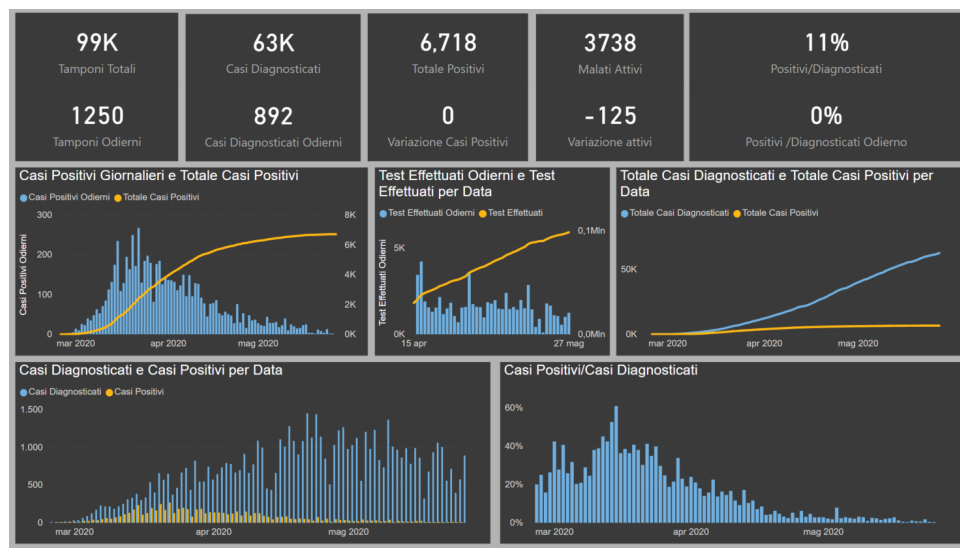 99K
Tamponi Totali
1250
Tamponi Odierni
63K
Casi Diagnosticati
892
Casi Diagnosticati Odierni
6,718
Totale Positivi
0
Variazione Casi Positivi
3738
Malati Attivi
-125
Variazione attivi
11%
Positivi/Diagnosticati
0%
Positivi /Diagnosticati Odierno
Casi Positivi Giornalieri e Totale Casi Positivi
Casi Positivi Odierni Totale Casi Positivi
Casi Positivi Odierni
300
200
100
0
8K
6K
4K
2K
0K
mar 2020 apr 2020 mag 2020
Test Effettuati Odierni e Test
Effettuati per Data
Test Effettuati Odierni Test Effettuati
Test Effettuati Odierni
5K
0K
0,1Mln
0,0Mln
15 apr 27 mag
Totale Casi Diagnosticati e Totale Casi Positivi per
Data
Totale Casi Diagnosticati Totale Casi Positivi
50K
0K
mar 2020 apr 2020 mag 2020
Casi Diagnosticati e Casi Positivi per Data
Casi Diagnosticati Casi Positivi
1.500
1.000
500
0
mar 2020 apr 2020 mag 2020
Casi Positivi/Casi Diagnosticati
60%
40%
20%
0%
mar 2020 apr 2020 mag 2020